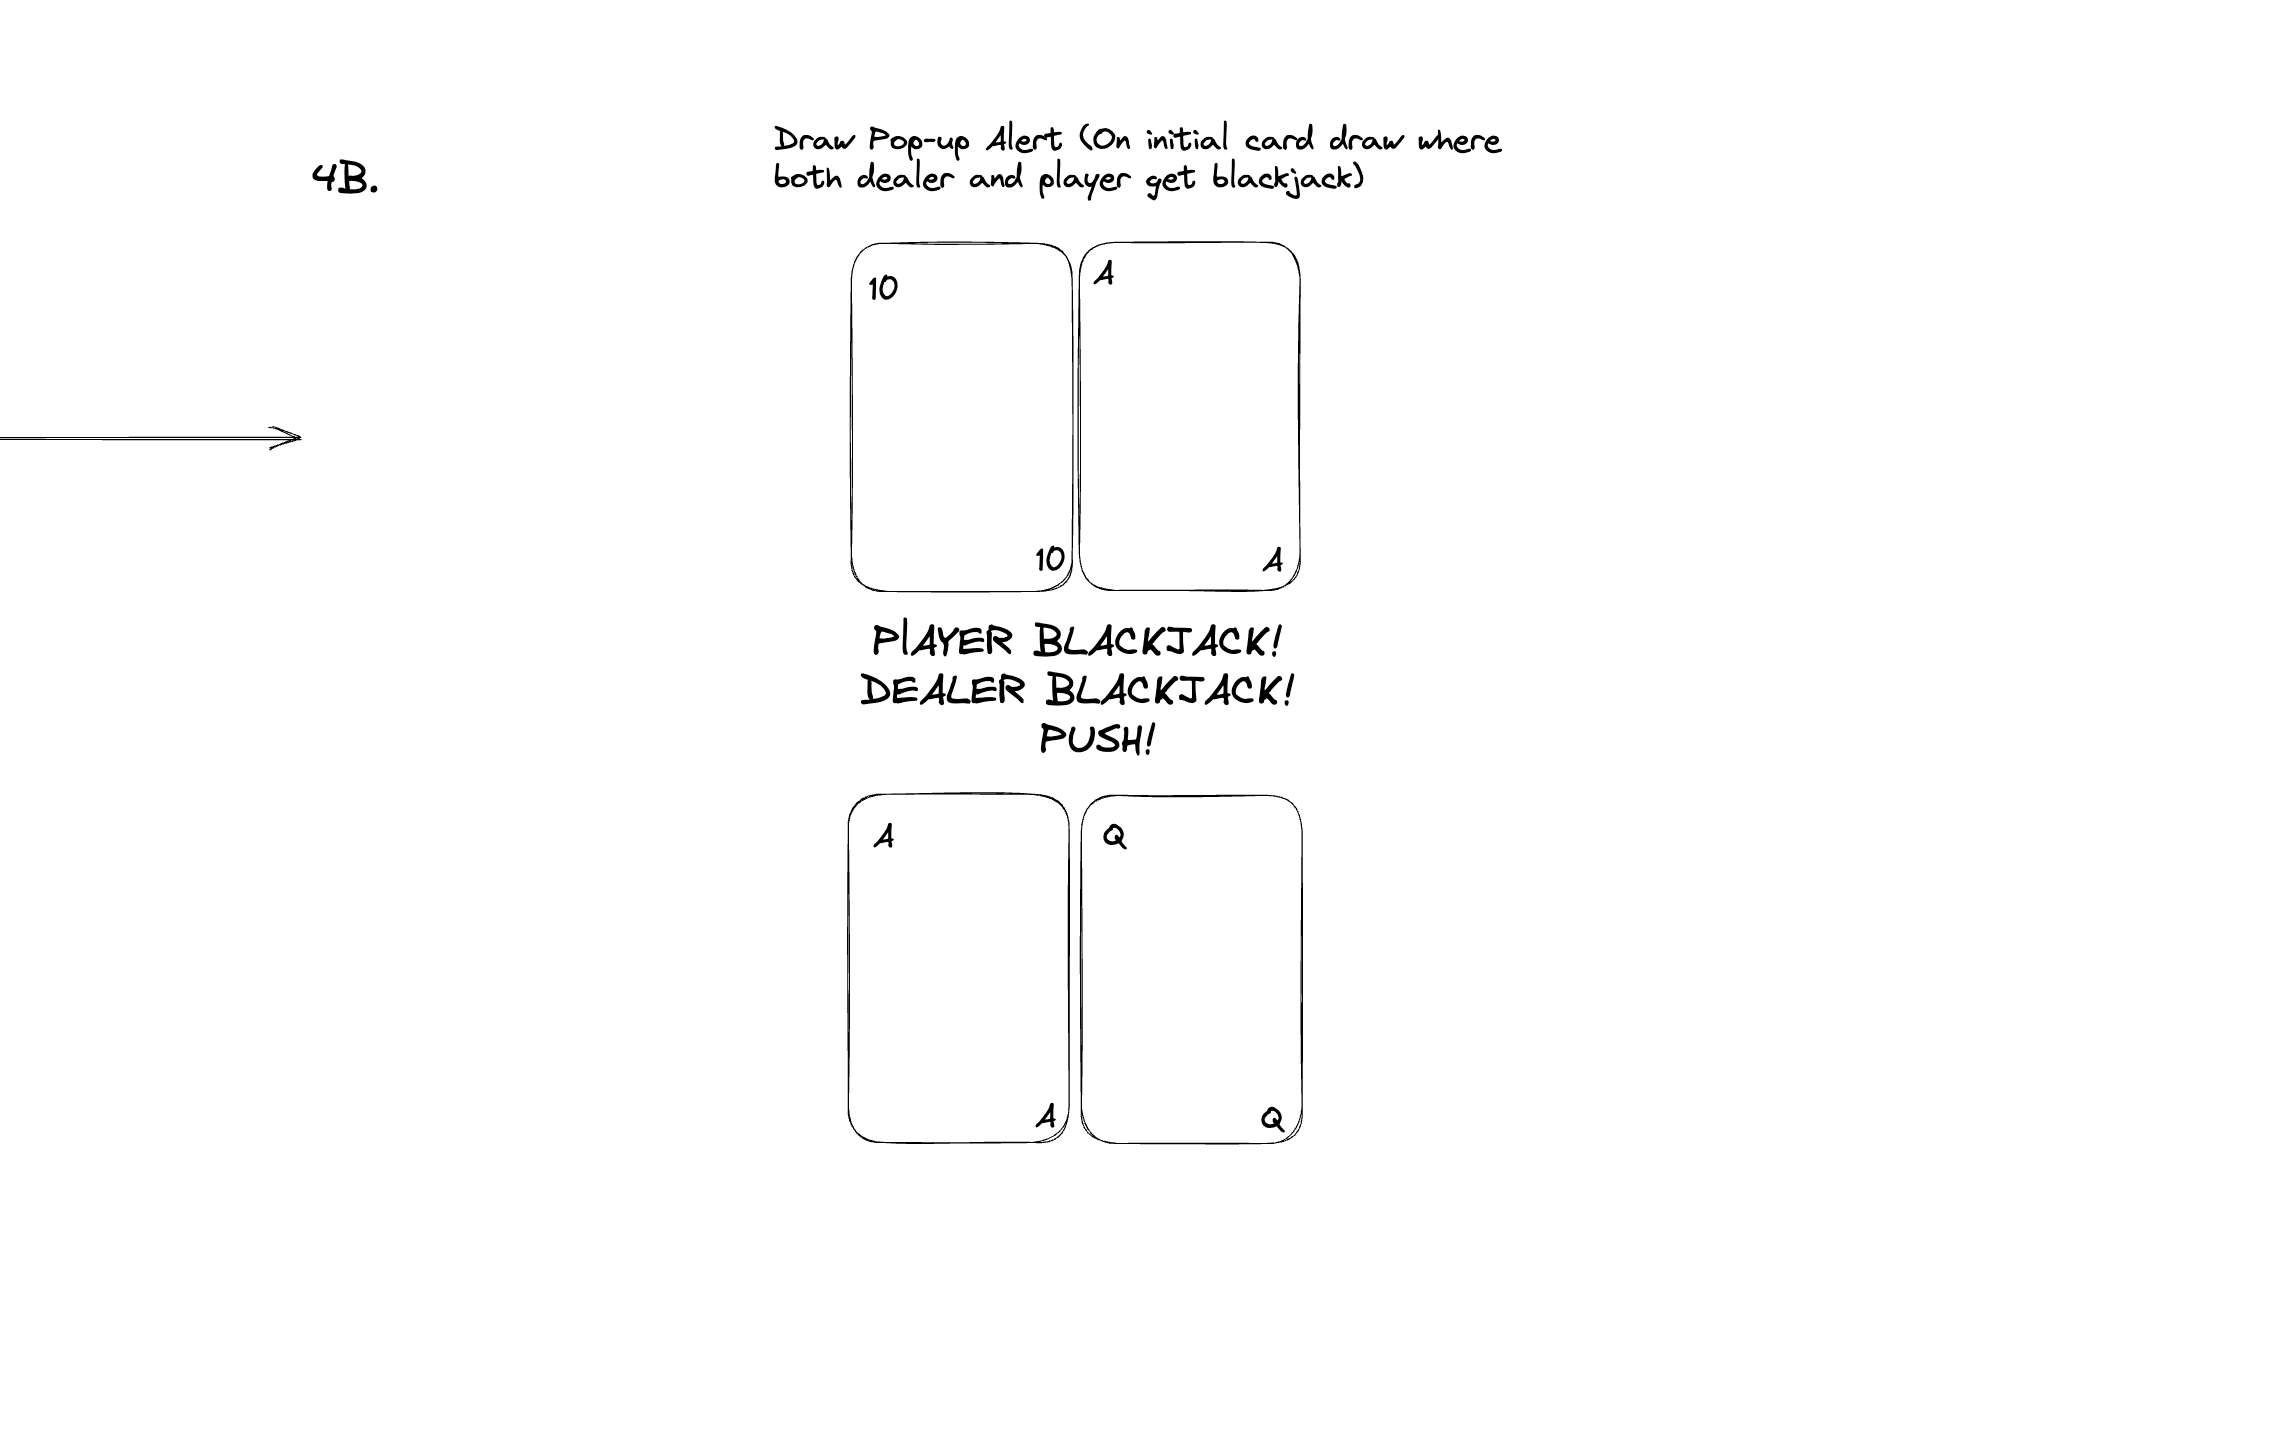 4B.
Draw Pop-up Alert (On initial card draw where
both dealer and player get blackjack)
10
A
10
A
PlAYER BLACKJACK!
DEALER BLACKJACK!
PUSH!
A
Q
A
Q